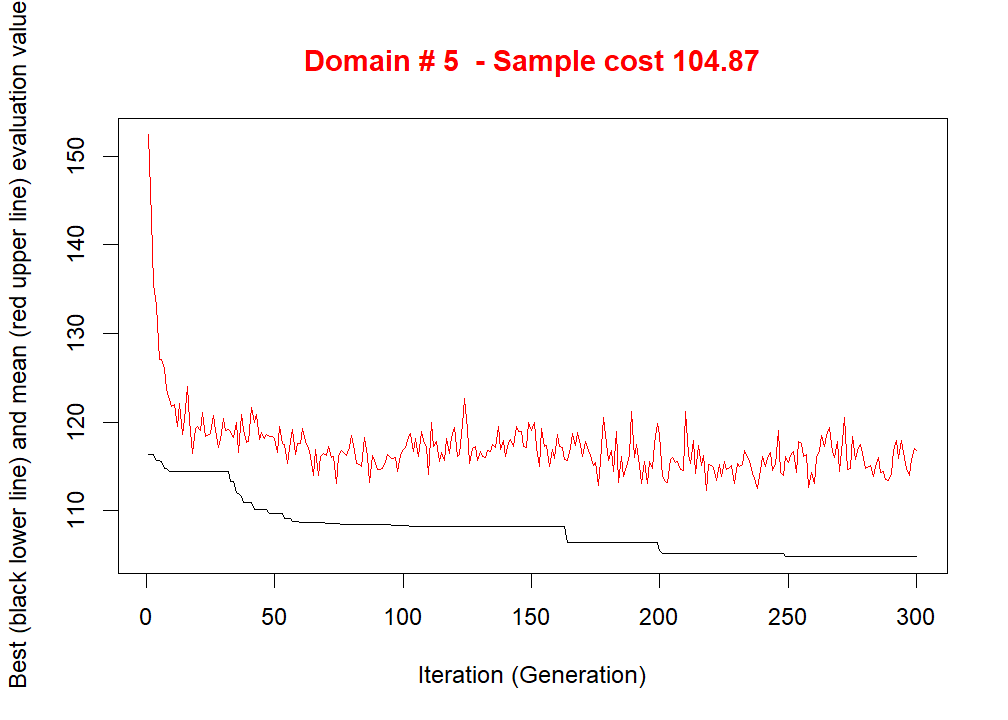 Domain # 5  - Sample cost 104.87
Best (black lower line) and mean (red upper line) evaluation value
150
140
130
120
110
0 50 100 150 200 250 300
Iteration (Generation)